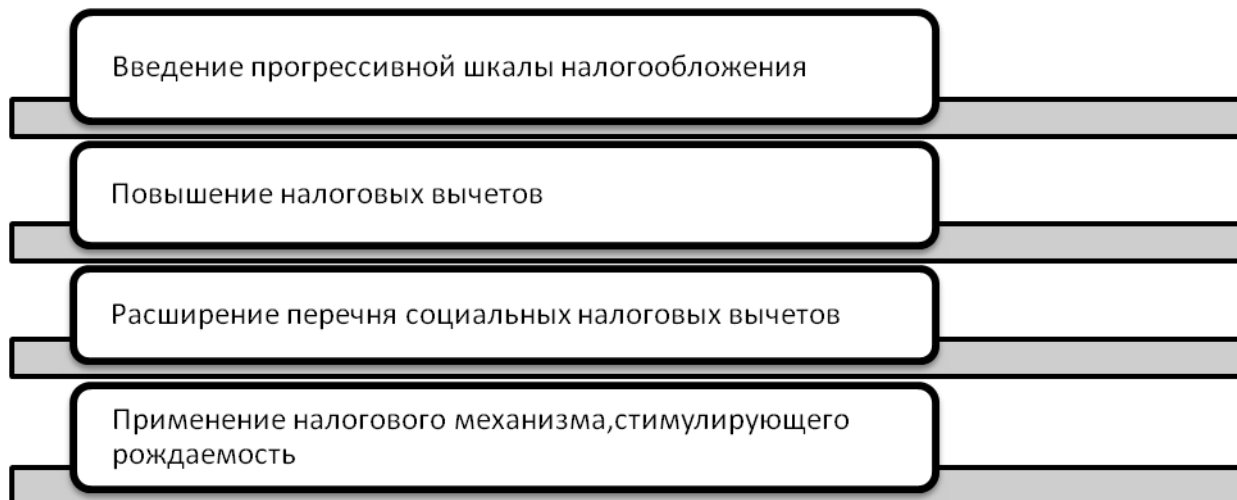 Введение прогрессивной шкалы налогообложения
Повышение налоговых вычетов
Расширение перечня социальных налоговых вычетов
Применение налогового механизма,стимулирующего
рождаемость